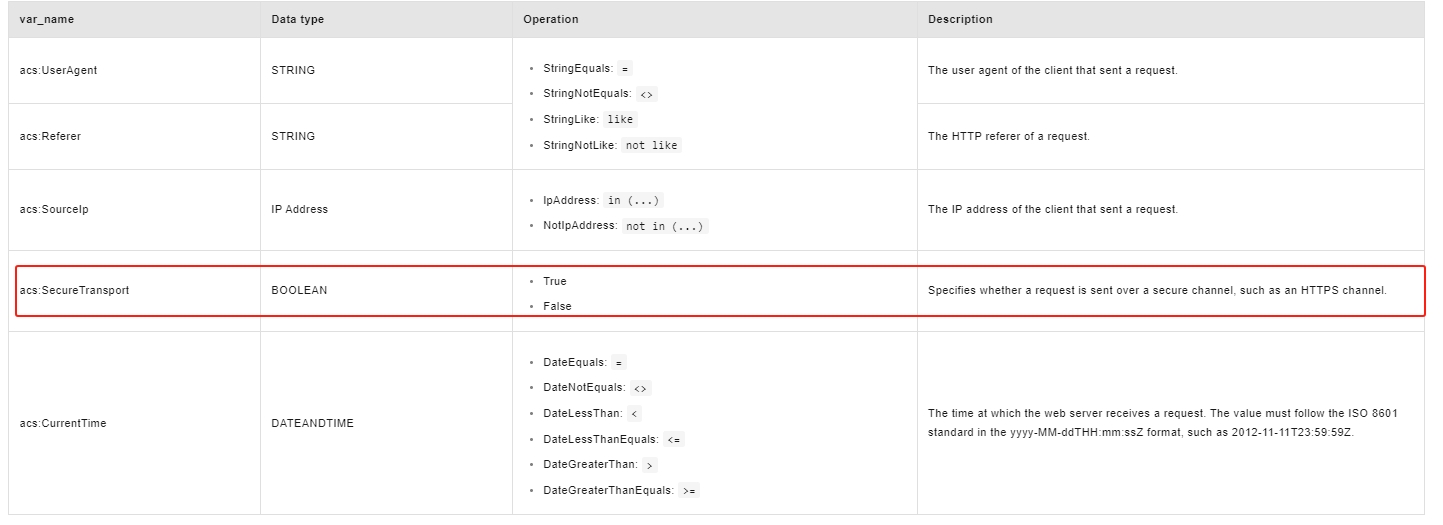 var_name Data type Operation Description
acs:UserAgent STRING StringEquals: = The user agent of the client that sent a request.
StringNotEquals: <>
acs:Referer STRING StringLike: like The HTTP referer of a request.
StringNotLike: not like
acs:SourceIp IP Address IpAddress: in (...) The IP address of the client that sent a request.
NotIpAddress: not in (...)
acs:SecureTransport BOOLEAN True Specifies whether a request is sent over a secure channel, such as an HTTPS channel.
False
acs:CurrentTime DATEANDTIME DateEquals: =
DateNotEquals: <>
DateLessThan: <
DateLessThanEquals: <=
DateGreaterThan: >
DateGreaterThanEquals: >=
The time at which the web server receives a request. The value must follow the ISO 8601
standard in the yyyy-MM-ddTHH:mm:ssZ format, such as 2012-11-11T23:59:59Z.